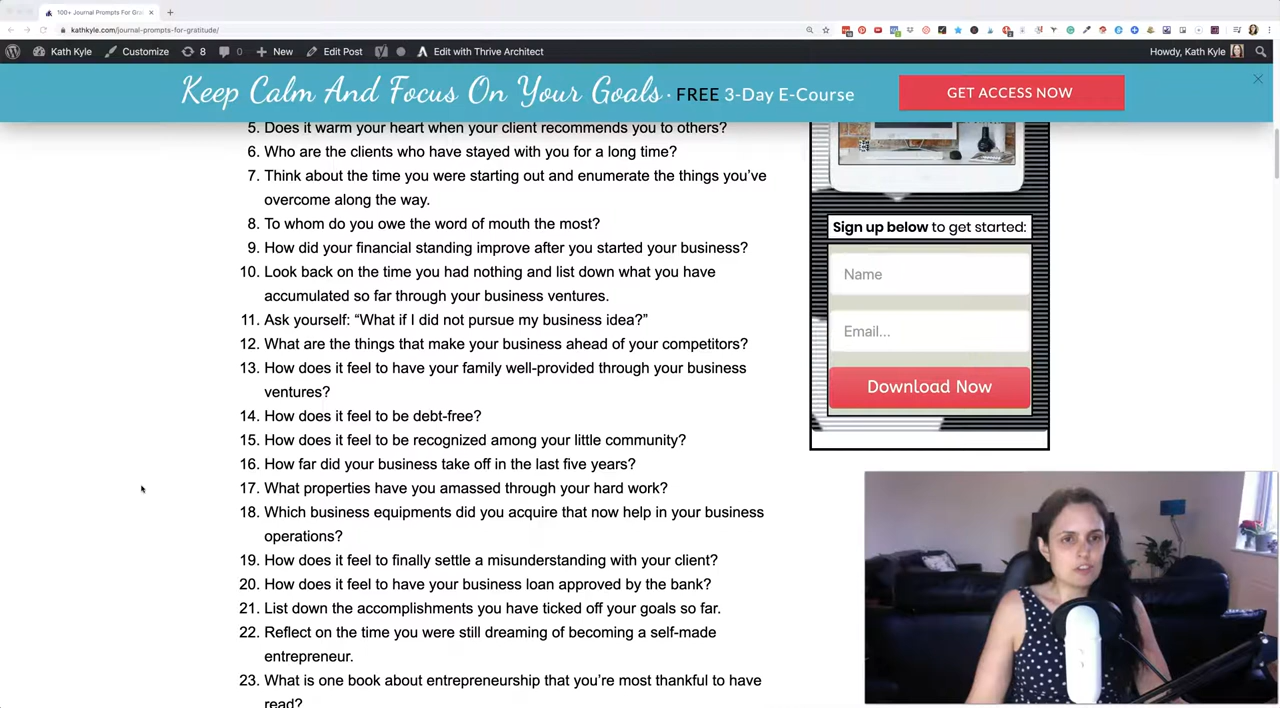 100+ Journal Prompts For Gra
kathkyle.com/journal-prompts-for-gratitude/
Kath Kyle Customize 8 0 New Edit Post Edit with Thrive Architect Howdy, Kath Kyle
Keep Calm And Focus On Your Goals · FREE 3-Day E-Course GET ACCESS NOW
5. Does it warm your heart when your client recommends you to others?
6. Who are clients who have stayed with you for a long time?
7. Think about the time you were starting out and enumerate the things you've
overcome along the way.
8. To whom do you owe the word of mouth the most?
9. How did your financial standing improve after you started your business?
10. Look back on the time you had nothing and list down what you have
accumulated so far through your business ventures.
11. Ask yourself "What if I did not pursue my business idea?"
12. What are the things that make your business ahead of your competitors?
13. How does it feel to have your family well-provided through your business
ventures?
14. How does it feel to be debt-free?
15. How does it feel to be recognized among your little community?
16. How far did your business take off in the last five years?
17. What properties have you amassed through your hard work?
18. Which business equipments did you acquire that now help in your business
operations?
19. How does it feel to finally settle a misunderstanding with your client?
20. How does it feel to have your business loan approved by the bank?
21. List down the accomplishments you have ticked off your goals so far.
22. Reflect on the time you were still dreaming of becoming a self-made
entrepreneur.
23. What is one book about entrepreneurship that you're most thankful to have
read?
Sign up below to get started:
Name
Email...
Download Now